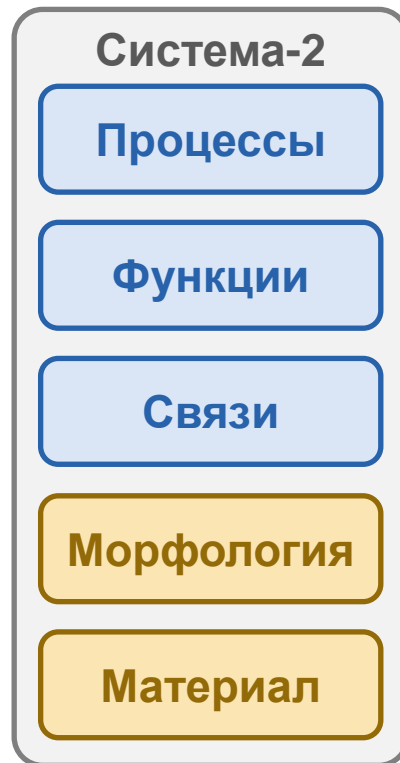 Система-2
Процессы
Функции
Связи
Морфология
Материал